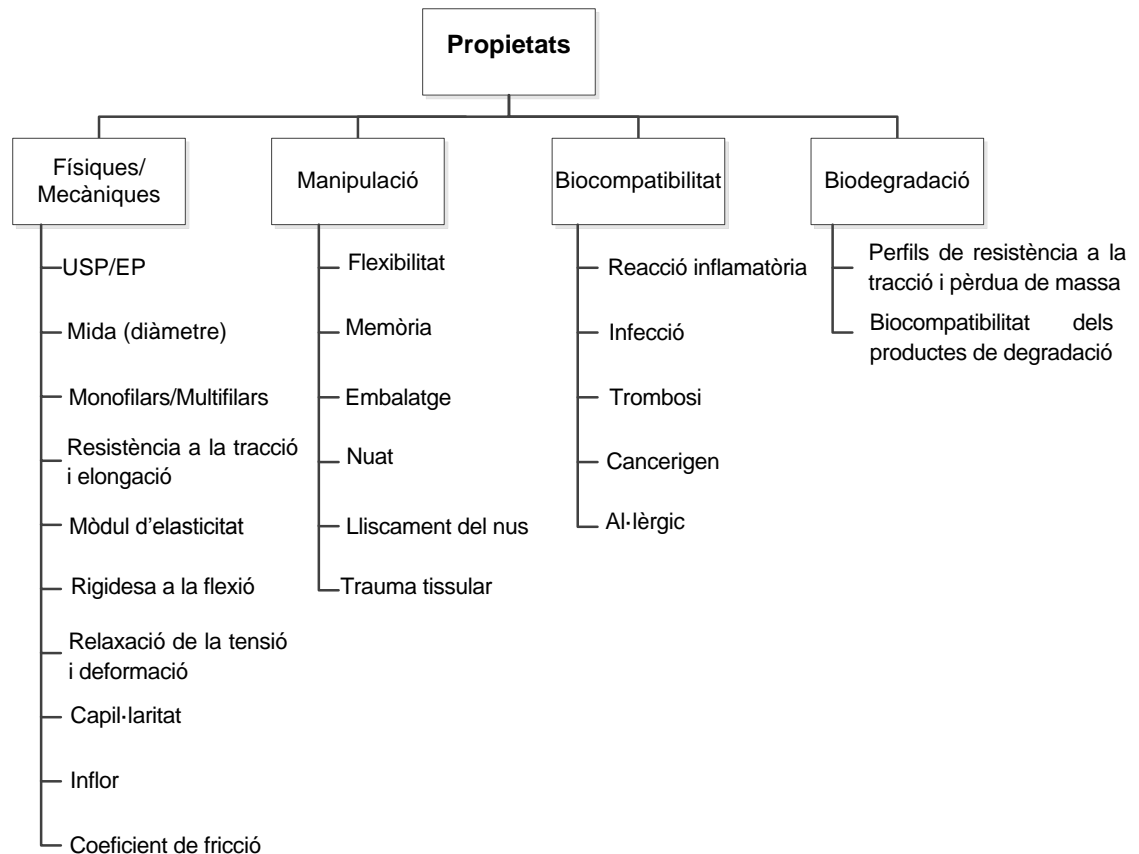 Propietats
Físiques/
Mecàniques
USP/EP
Mida (diàmetre)
Monofilars/Multifilars
Resistència a la tracció
i elongació
Mòdul d'elasticitat
Rigidesa a la flexió
Relaxació de la tensió
i deformació
Capil·laritat
Inflor
Coeficient de fricció
Manipulació
Flexibilitat
Memòria
Embalatge
Nuat
Lliscament del nus
Trauma tissular
Biocompatibilitat
Reacció inflamatòria
Infecció
Trombosi
Cancerigen
Al·lèrgic
Biodegradació
Perfils de resistència a la
tracció i pèrdua de massa
Biocompatibilitat dels
productes de degradació